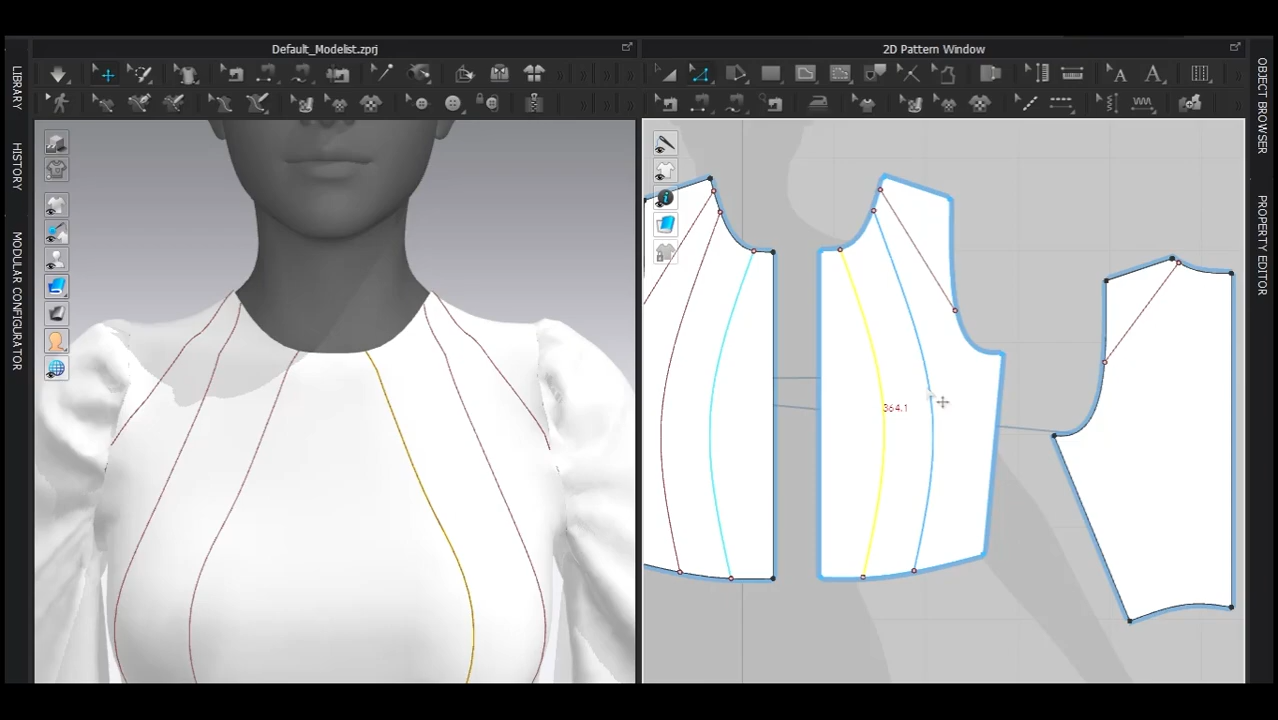 Default_Modelist.zprj
2D Pattern Window
LIBRARY
HISTORY
MODULAR CONFIGURATOR
OBJECT BROWSER
PROPERTY EDITOR
364.1